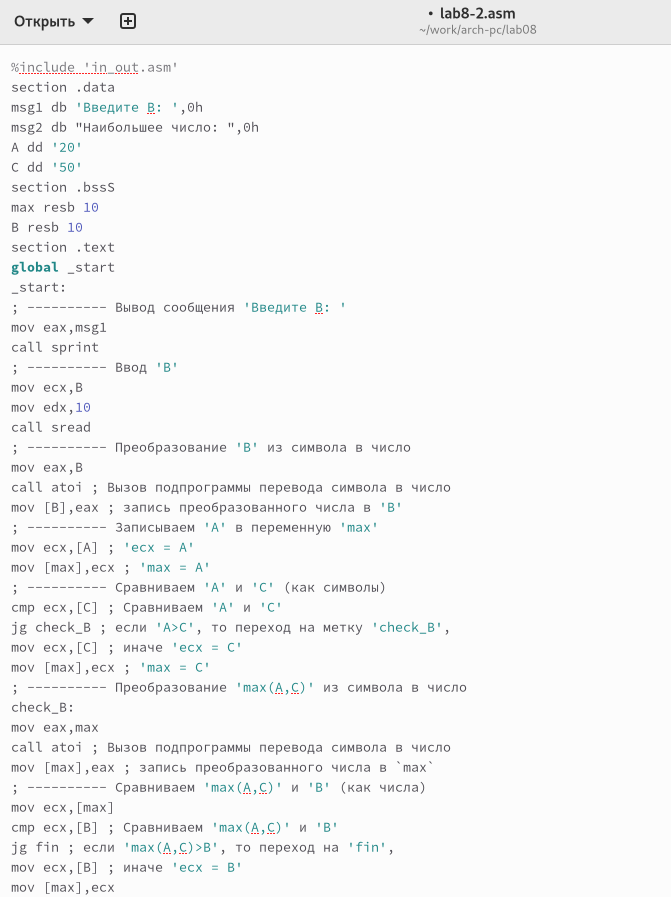 Открыть
• lab8-2.asm
~/work/arch-pc/lab08
%include 'in_out.asm'
section .data
msg1 db 'Введите B: ',0h
msg2 db "Наибольшее число: ",0h
A dd '20'
C dd '50'
section .bssS
max resb 10
B resb 10
section .text
global _start
_start:
; ---------- Вывод сообщения 'Введите B: '
mov eax,msg1
call sprint
; ---------- Ввод 'B'
mov ecx,B
mov edx,10
call sread
; ---------- Преобразование 'B' из символа в число
mov eax,B
call atoi ; Вызов подпрограммы перевода символа в число
mov [B],eax ; запись преобразованного числа в 'B'
; ---------- Записываем 'A' в переменную 'max'
mov ecx,[A] ; 'ecx = A'
mov [max],ecx ; 'max = A'
; ---------- Сравниваем 'A' и 'C' (как символы)
cmp ecx,[C] ; Сравниваем 'A' и 'C'
jg check_B ; если 'A>C', то переход на метку 'check_B',
mov ecx,[C] ; иначе 'ecx = C'
mov [max],ecx ; 'max = C'
; ---------- Преобразование 'max(A,C)' из символа в число
check_B:
mov eax,max
call atoi ; Вызов подпрограммы перевода символа в число
mov [max],eax ; запись преобразованного числа в `max`
; ---------- Сравниваем 'max(A,C)' и 'B' (как числа)
mov ecx,[max]
cmp ecx,[B] ; Сравниваем 'max(A,C)' и 'B'
jg fin ; если 'max(A,C)>B', то переход на 'fin',
mov ecx,[B] ; иначе 'ecx = B'
mov [max],ecx